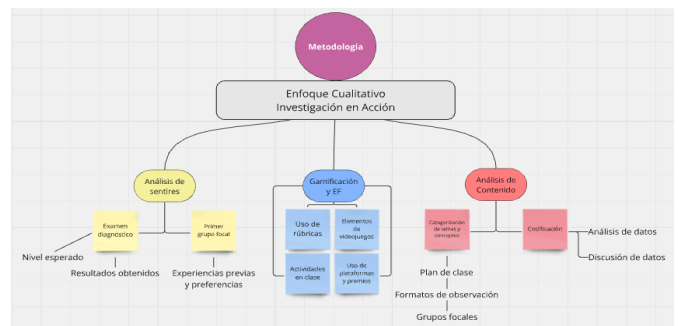 Metodología
Enfoque Cualitativo
Investigación en Acción
Análisis de
sentires
Gamificación
y EF
Análisis de
Contenido
Examen
diagnóstico
Primer
grupo focal
Uso de
rúbricas
Elementos
de
videojuegos
Categorización
de temas y
conceptos
Codificación
Nivel esperado
Resultados obtenidos
Experiencias previas
y preferencias
Actividades
en clase
Uso de
plataformas
y premios
Análisis de datos
Discusión de datos
Plan de clase
Formatos de observación
Grupos focales